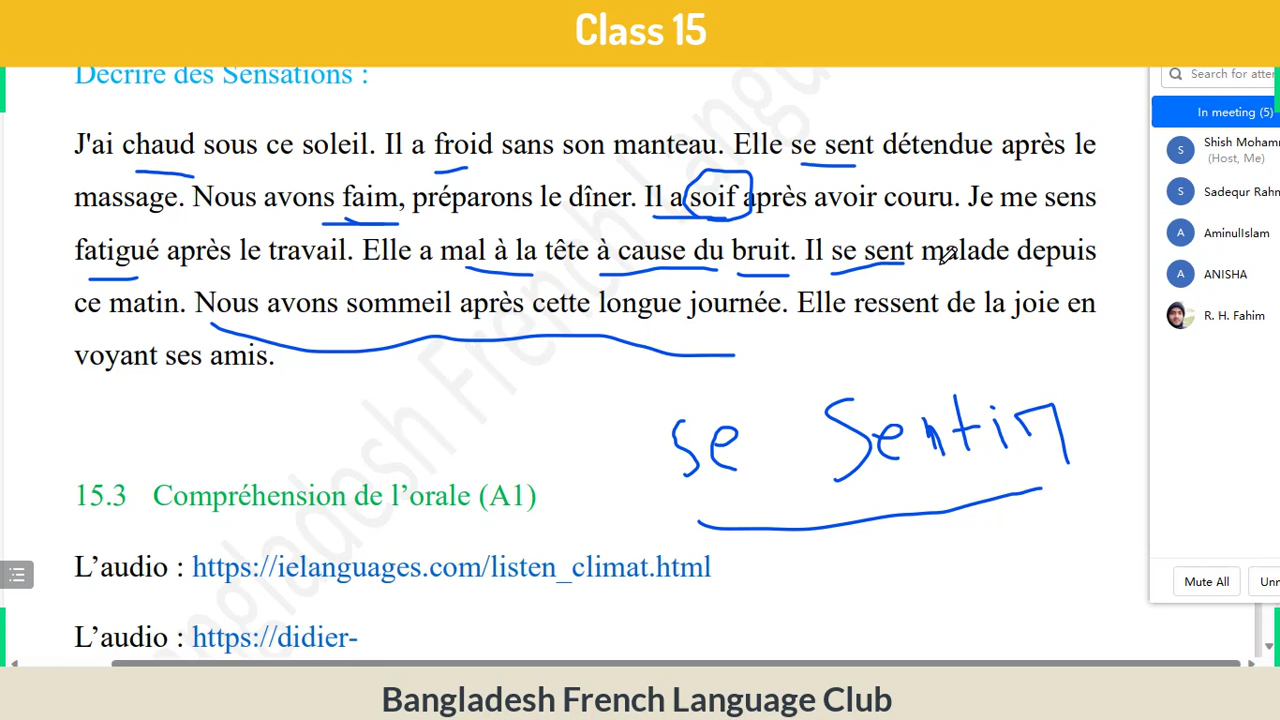 Class 15
Décrire des Sensations :
J'ai chaud sous ce soleil. Il a froid sans son manteau. Elle se sent détendue après le
massage. Nous avons faim, préparons le dîner. Il a soif après avoir couru. Je me sens
fatigué après le travail. Elle a mal à la tête à cause du bruit. Il se sent malade depuis
ce matin. Nous avons sommeil après cette longue journée. Elle ressent de la joie en
voyant ses amis.
se Sentir
15.3 Compréhension de l’orale (A1)
L’audio : https://ielanguages.com/listen_climat.html
L’audio : https://didier-
Search for atter
In meeting (5)
S Shish Mohamm
(Host, Me)
S Sadequr Rahm
A AminulIslam
A ANISHA
R. H. Fahim
Mute All
Unn
Bangladesh French Language Club